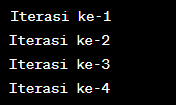 Iterasi ke-1
Iterasi ke-2
Iterasi ke-3
Iterasi ke-4